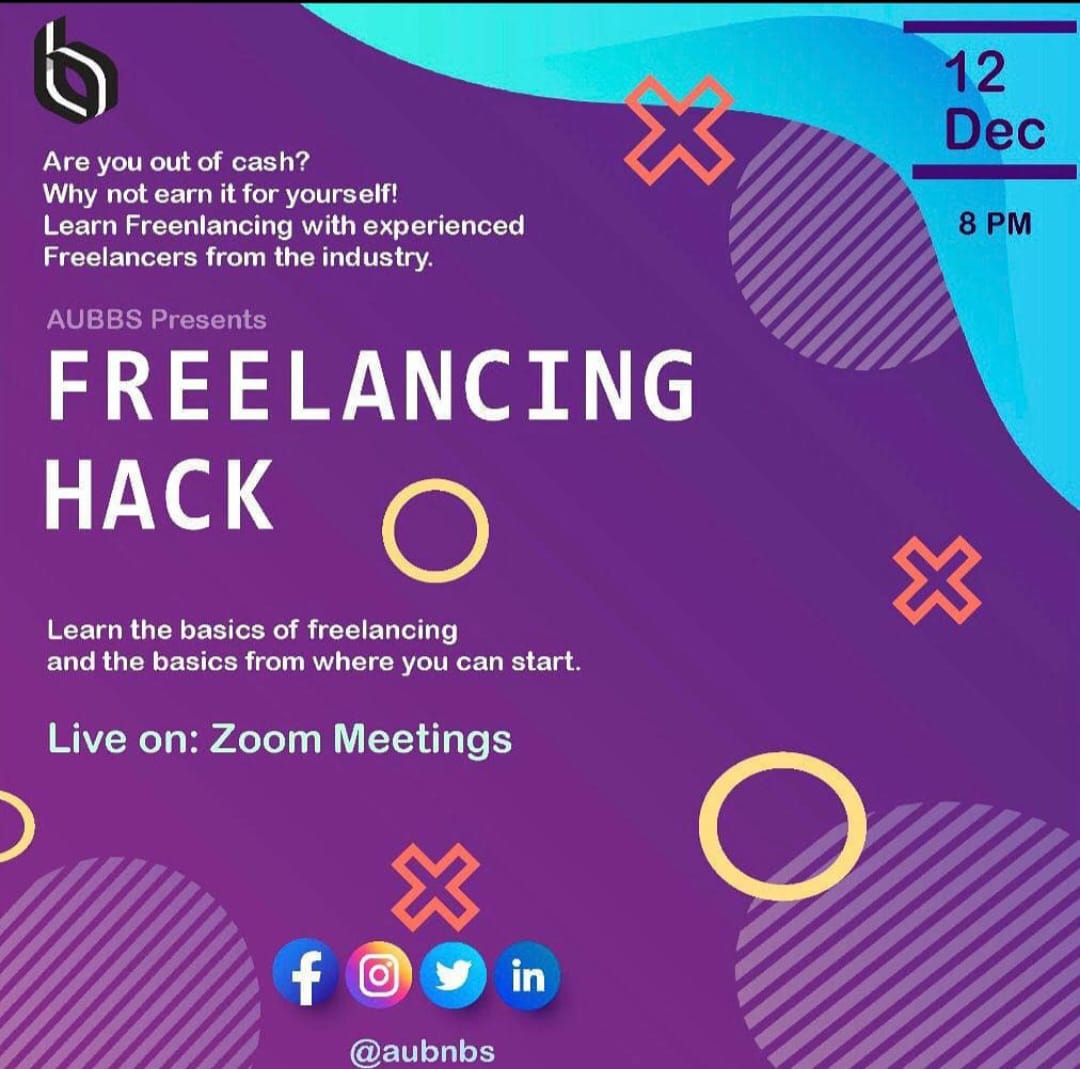 12
Dec
8 PM
Are you out of cash?
Why not earn it for yourself!
Learn Freenlancing with experienced
Freelancers from the industry.
AUBBS Presents
FREELANCING
HACK
Learn the basics of freelancing
and the basics from where you can start.
Live on: Zoom Meetings
in
@aubnbs